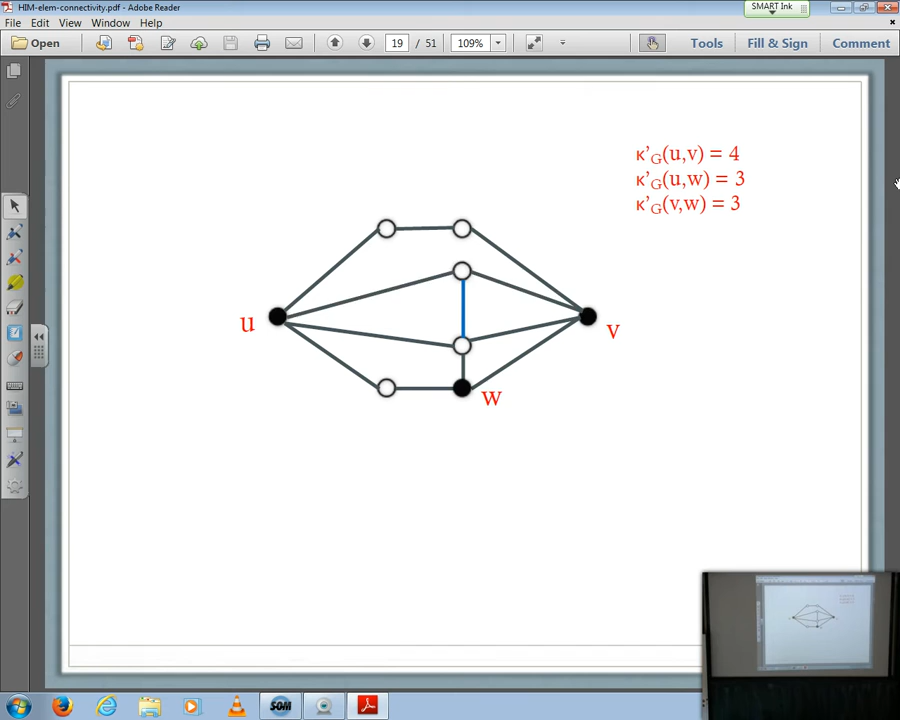 HIM-elem-connectivity.pdf - Adobe Reader
SMART Ink
File Edit View Window Help
Open 19 / 51 109% Tools Fill & Sign Comment
κ'G(u,v) = 4
κ'G(u,w) = 3
κ'G(v,w) = 3
u
v
w
SOM